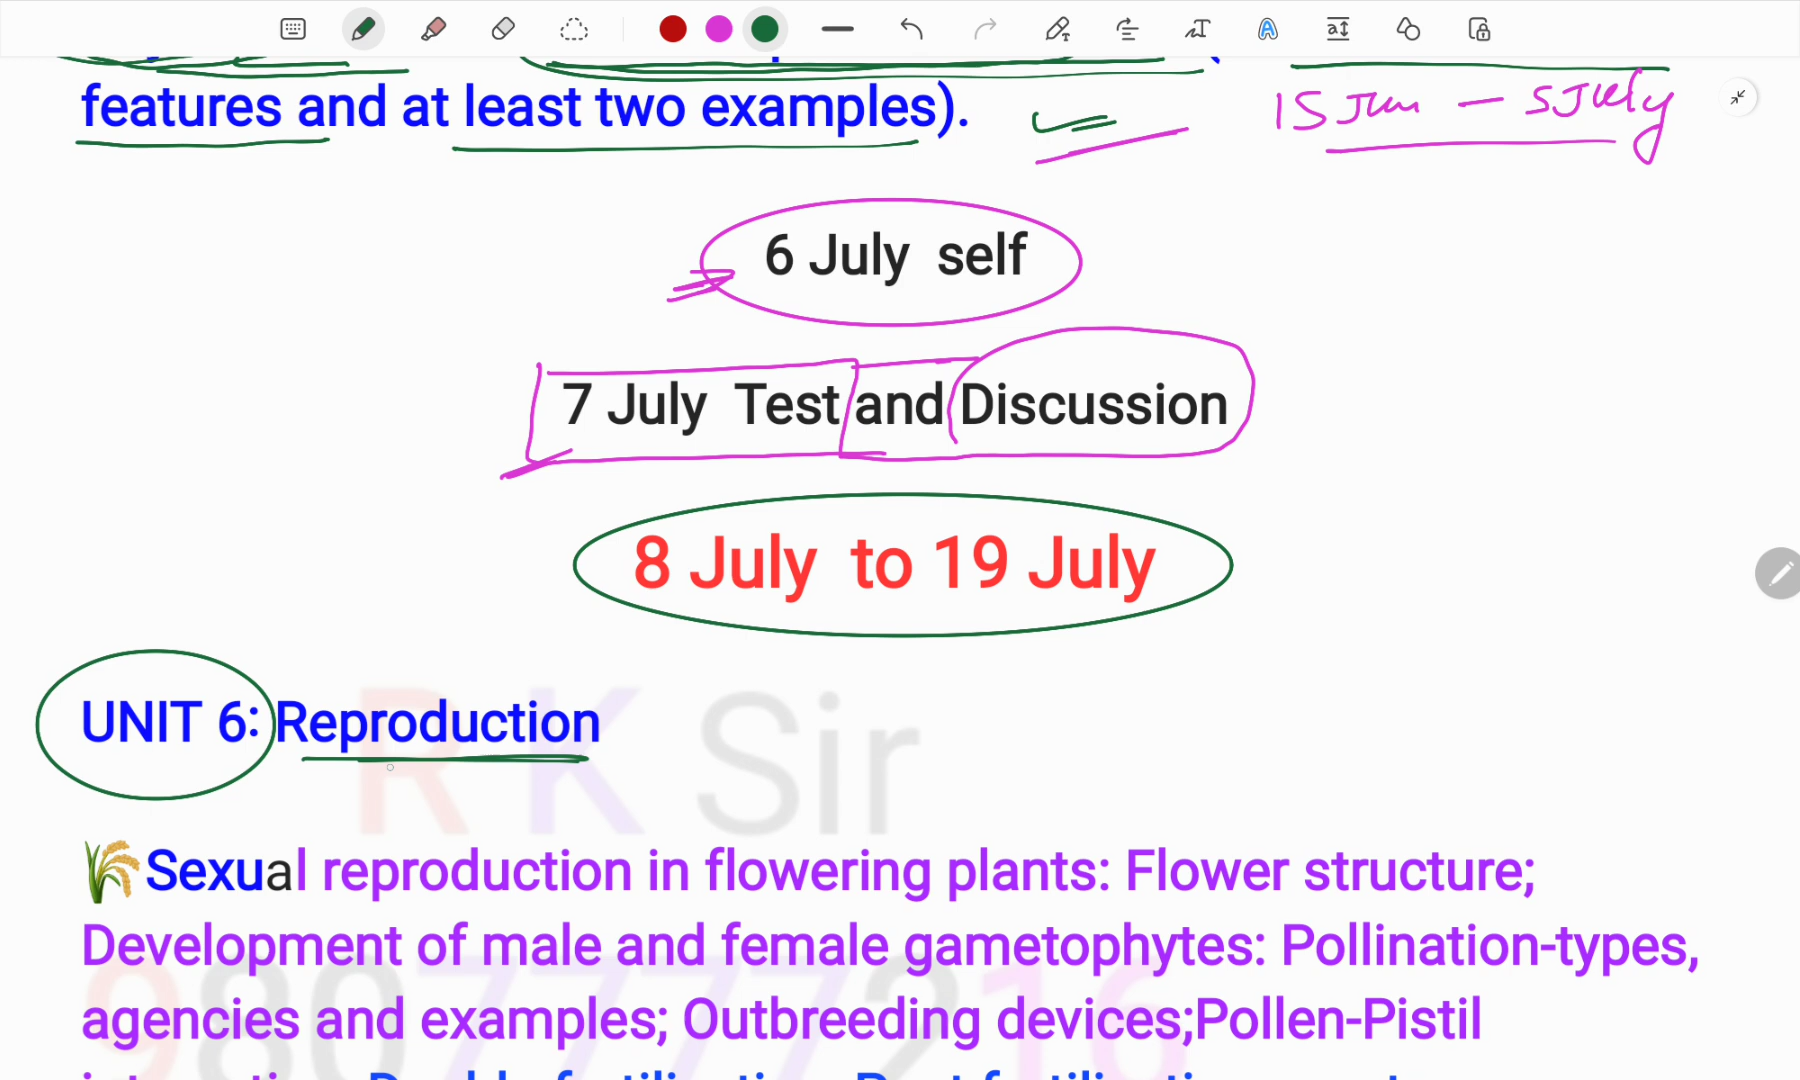 features and at least two examples).
15 Jun - 5 July
6 July self
7 July Test and Discussion
8 July to 19 July
UNIT 6: Reproduction
R K Sir
🌾Sexual reproduction in flowering plants: Flower structure;
Development of male and female gametophytes: Pollination-types,
agencies and examples; Outbreeding devices;Pollen-Pistil
9807777216